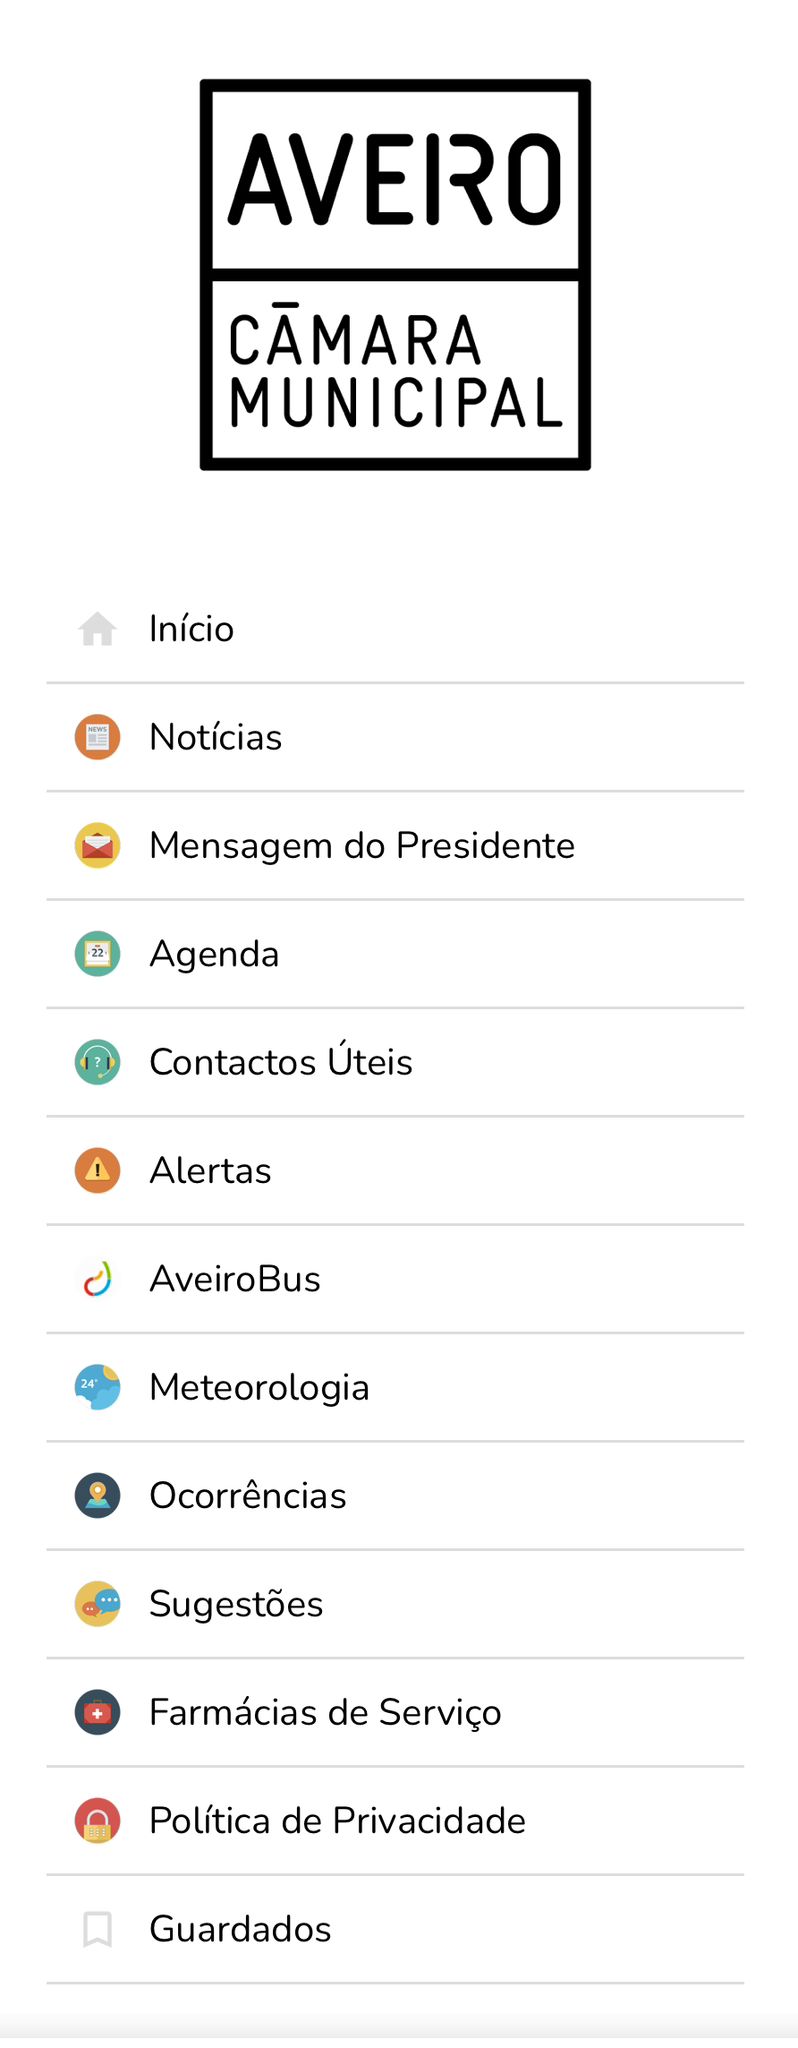 AVEIRO
CĀMARA
MUNICIPAL
Início
NEWS
Notícias
Mensagem do Presidente
22
Agenda
?
Contactos Úteis
!
Alertas
AveiroBus
24°
Meteorologia
Ocorrências
Sugestões
Farmácias de Serviço
Política de Privacidade
Guardados